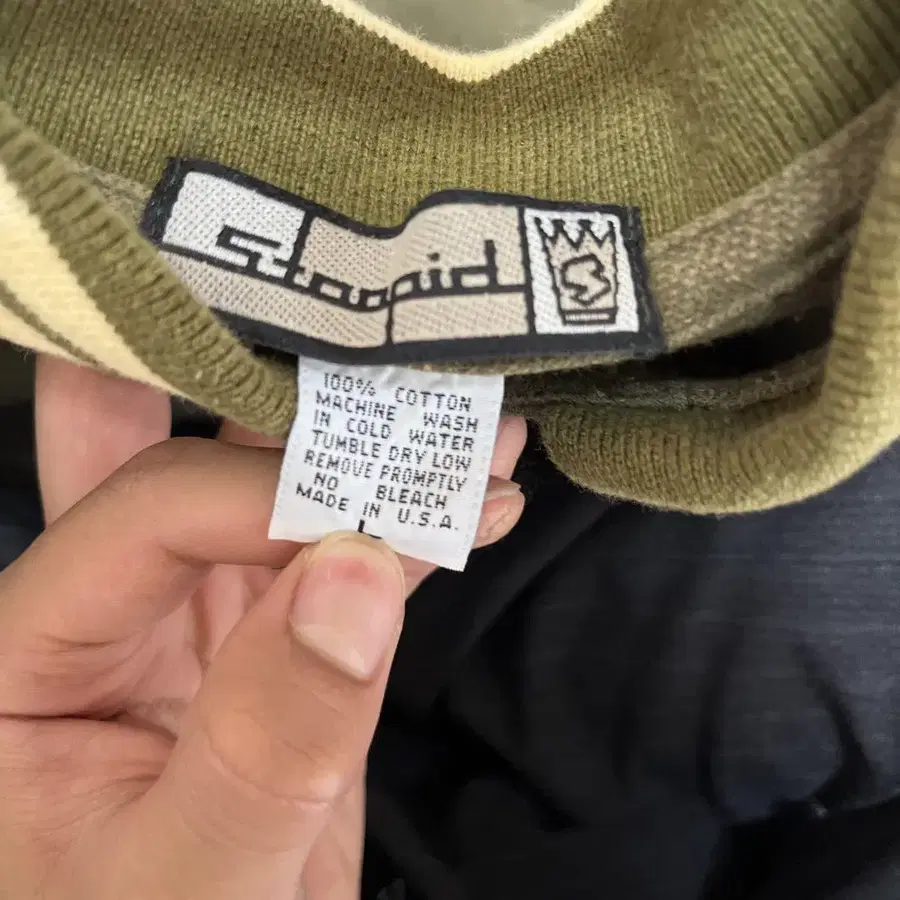 S
100% COTTON
MACHINE WASH
IN COLD WATER
TUMBLE DRY LOW
REMOVE PROMPTLY
NO BLEACH
MADE IN U.S.A.
L